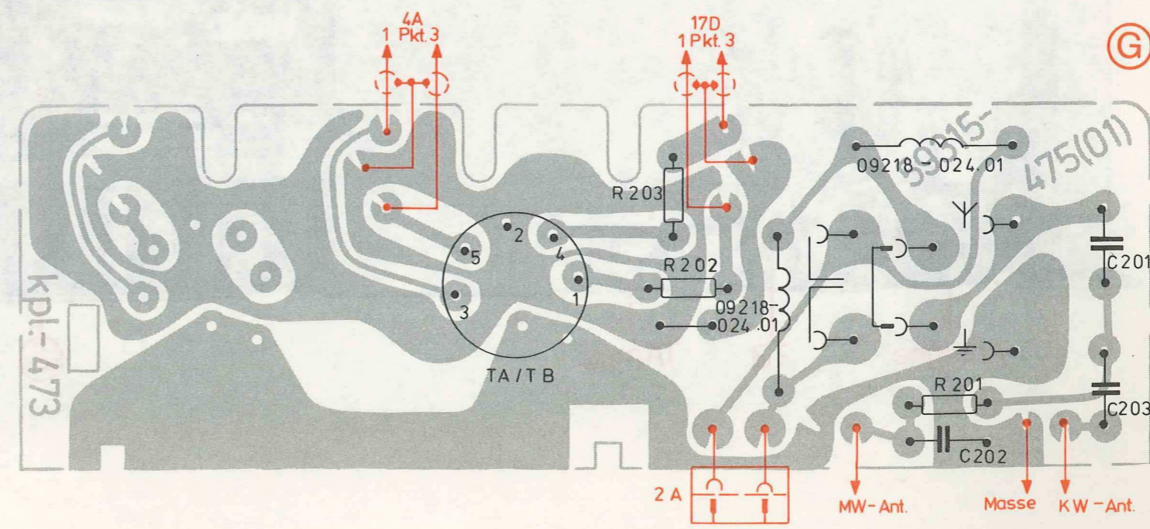 4A
1 Pkt. 3
17D
1 Pkt. 3
G
59315-
475(01)
09218-024.01
R 203
2
5
4
C201
R 202
1
3
09218-
024.01
kpl.-473
TA/TB
R 201
C203
C202
2 A
MW-Ant.
Masse
KW-Ant.